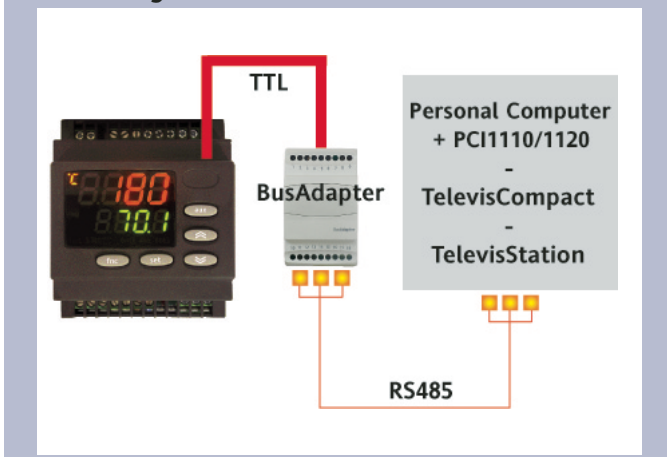 TTL
°C
180
70.1
fnc
set
BusAdapter
Personal Computer
+ PCI1110/1120
-
TelevisCompact
-
TelevisStation
RS485